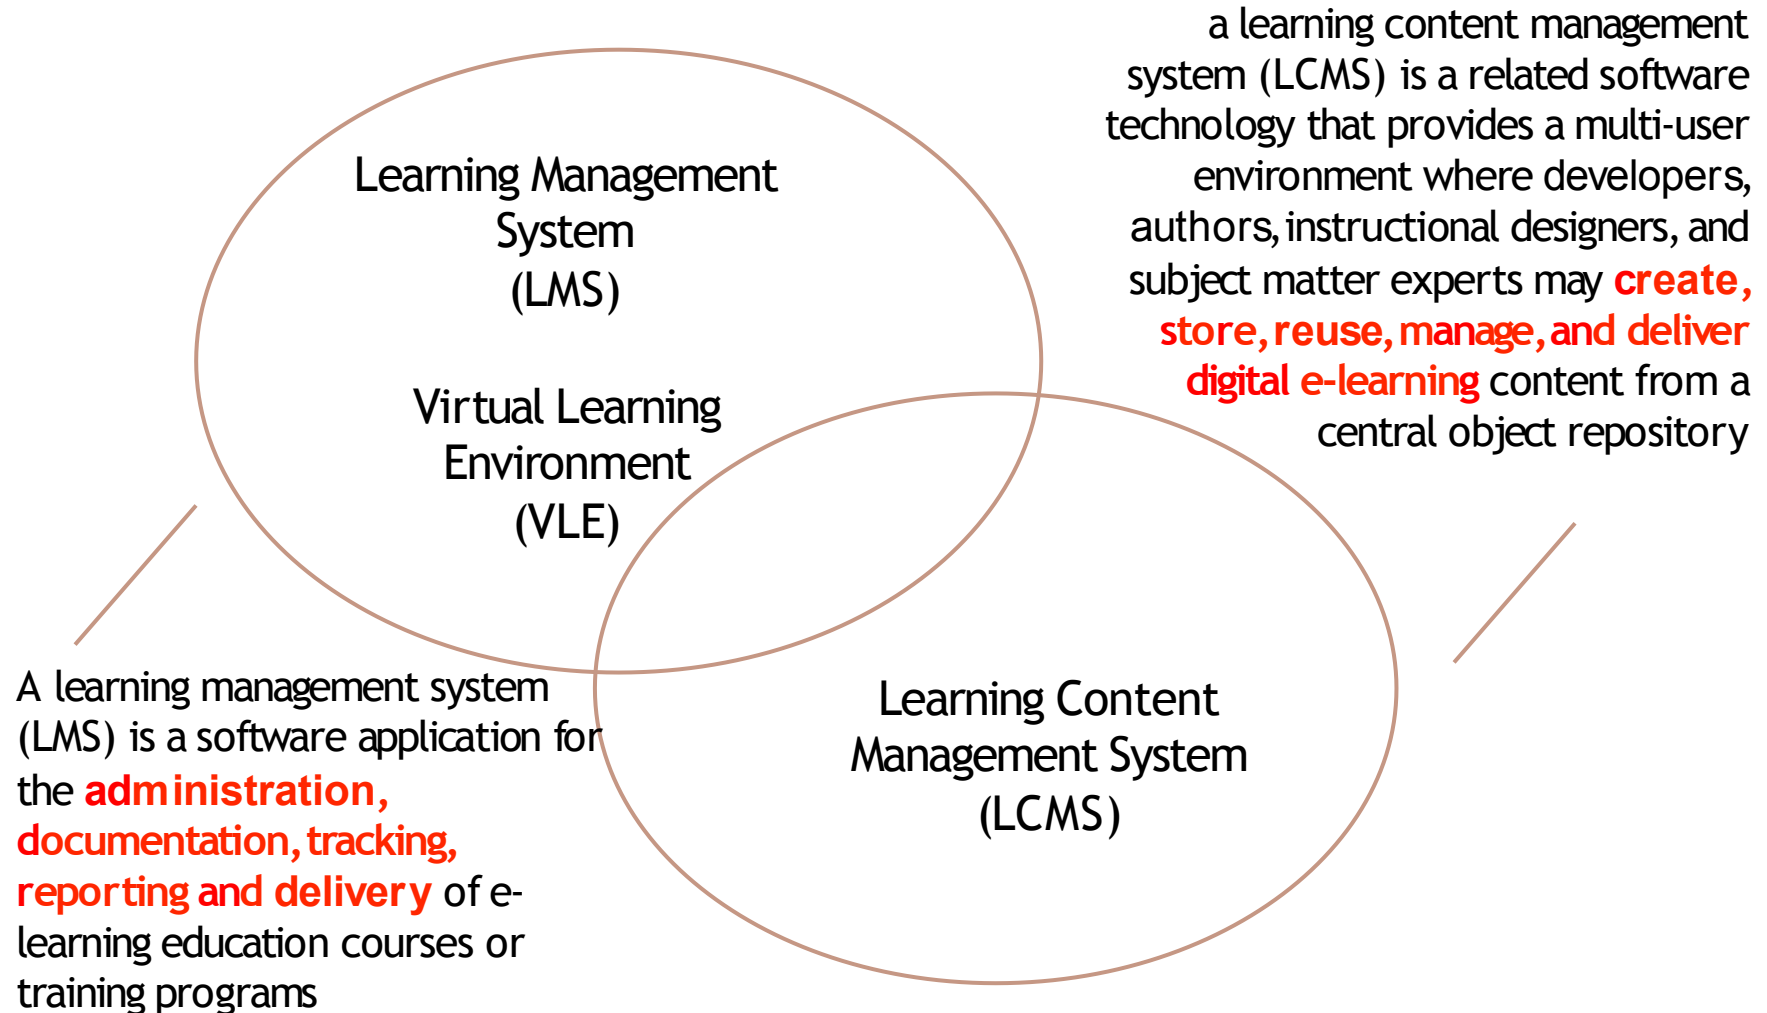 a learning content management
system (LCMS) is a related software
technology that provides a multi-user
environment where developers,
authors, instructional designers, and
subject matter experts may create,
store, reuse, manage, and deliver
digital e-learning content from a
central object repository
Learning Management
System
(LMS)
Virtual Learning
Environment
(VLE)
A learning management system
(LMS) is a software application for
the administration,
documentation, tracking,
reporting and delivery of e-
learning education courses or
training programs
Learning Content
Management System
(LCMS)